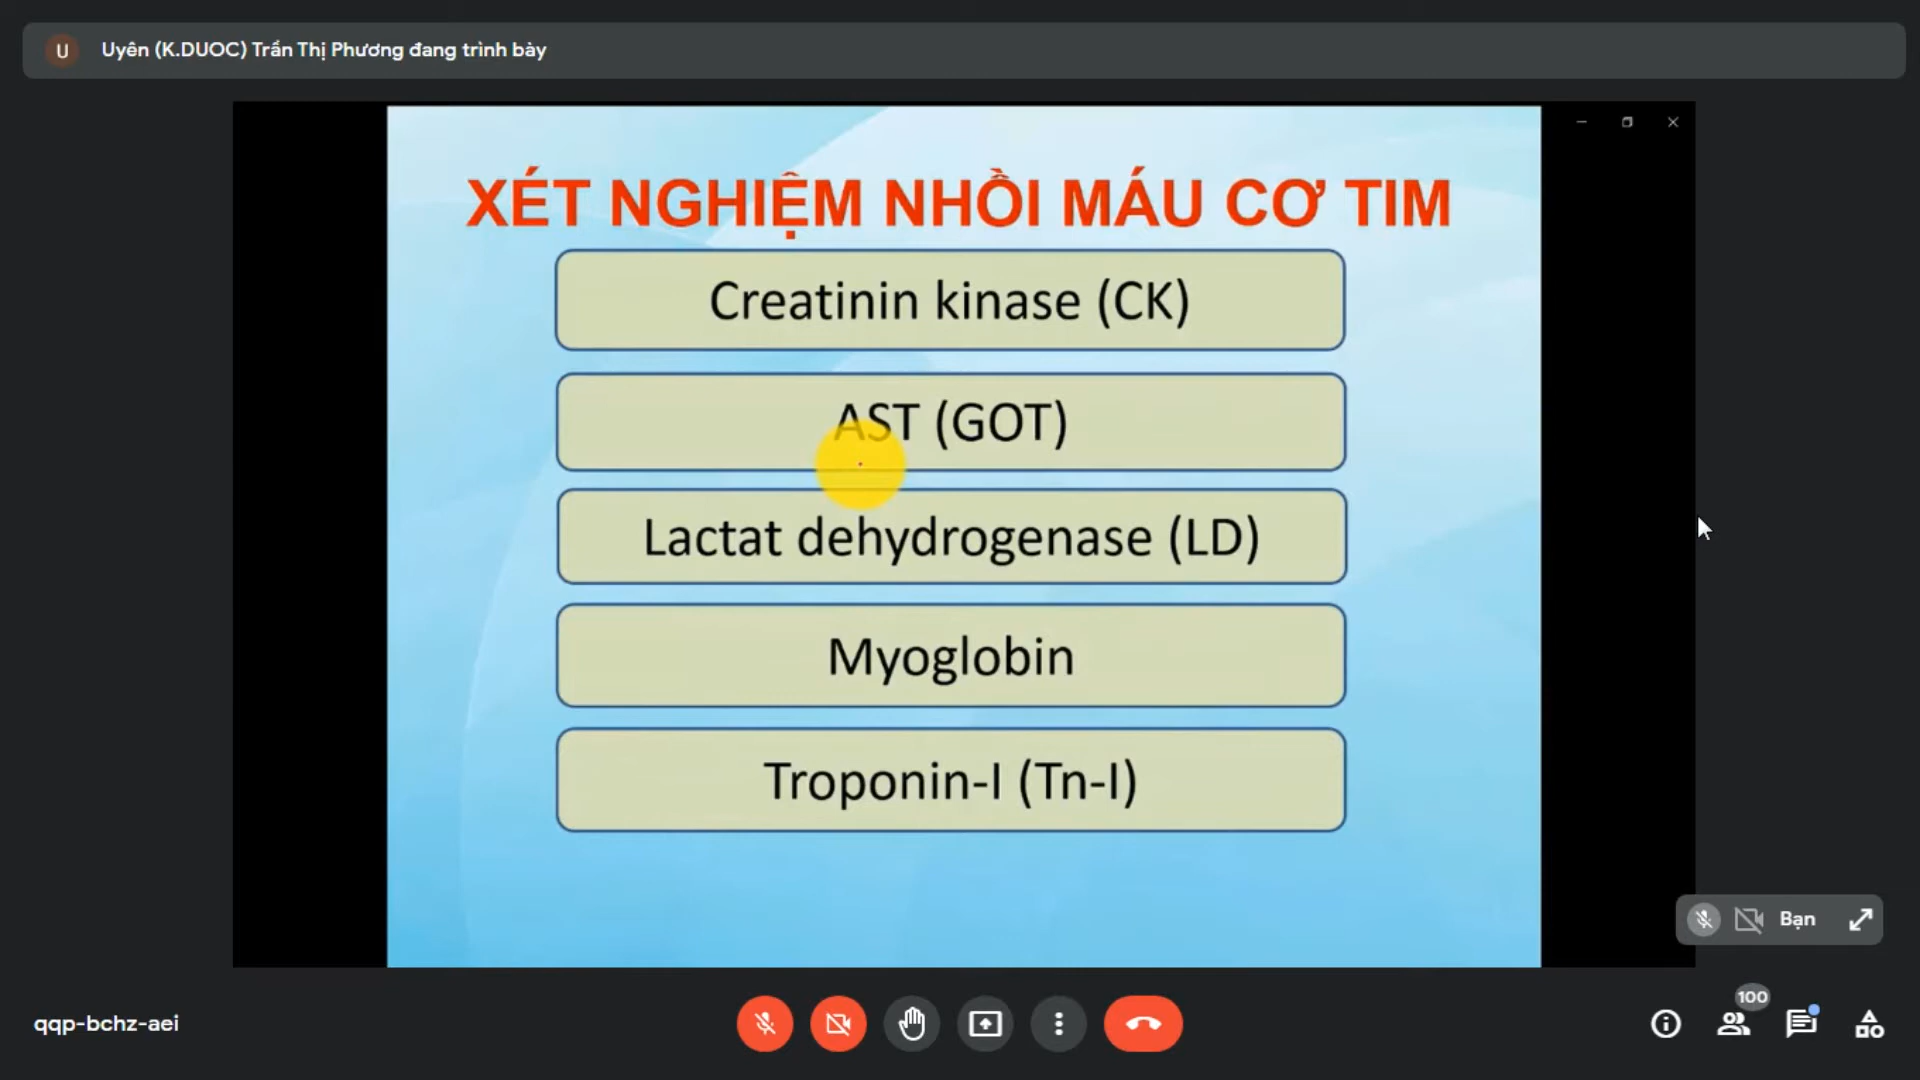 U
Uyên (K.DUOC) Trần Thị Phương đang trình bày
XÉT NGHIỆM NHỒI MÁU CƠ TIM
Creatinin kinase (CK)
AST (GOT)
Lactat dehydrogenase (LD)
Myoglobin
Troponin-I (Tn-I)
Bạn
qqp-bchz-aei
100